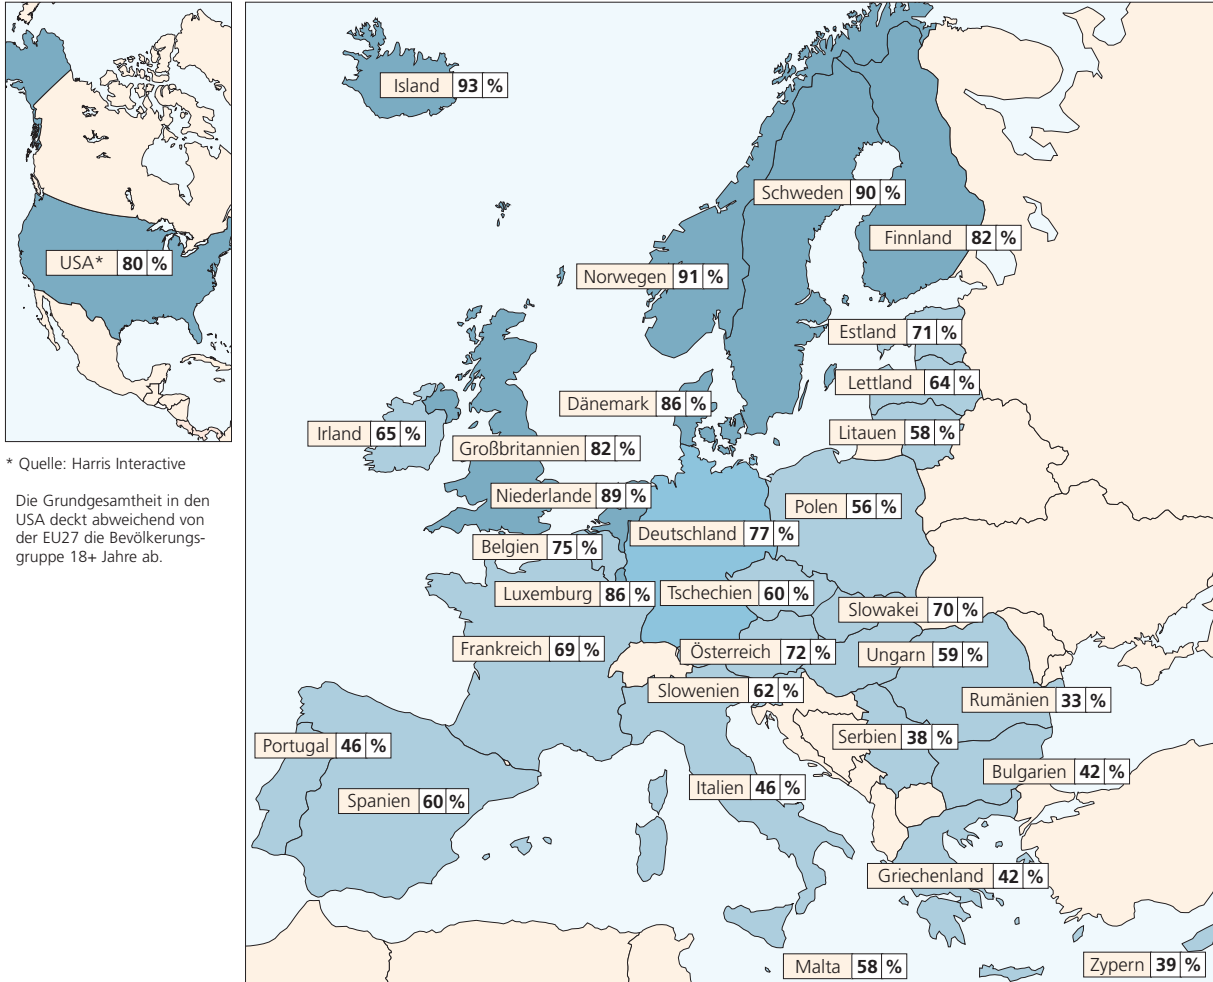 Island 93 %
Schweden 90 %
Finnland 82 %
USA* 80 %
Norwegen 91 %
Estland 71 %
Lettland 64 %
Dänemark 86 %
Irland 65 %
Litauen 58 %
Großbritannien 82 %
* Quelle: Harris Interactive
Die Grundgesamtheit in den
USA deckt abweichend von
der EU27 die Bevölkerungs-
gruppe 18+ Jahre ab.
Niederlande 89 %
Polen 56 %
Deutschland 77 %
Belgien 75 %
Luxemburg 86 %
Tschechien 60 %
Slowakei 70 %
Frankreich 69 %
Österreich 72 %
Ungarn 59 %
Slowenien 62 %
Rumänien 33 %
Serbien 38 %
Portugal 46 %
Bulgarien 42 %
Italien 46 %
Spanien 60 %
Griechenland 42 %
Malta 58 %
Zypern 39 %